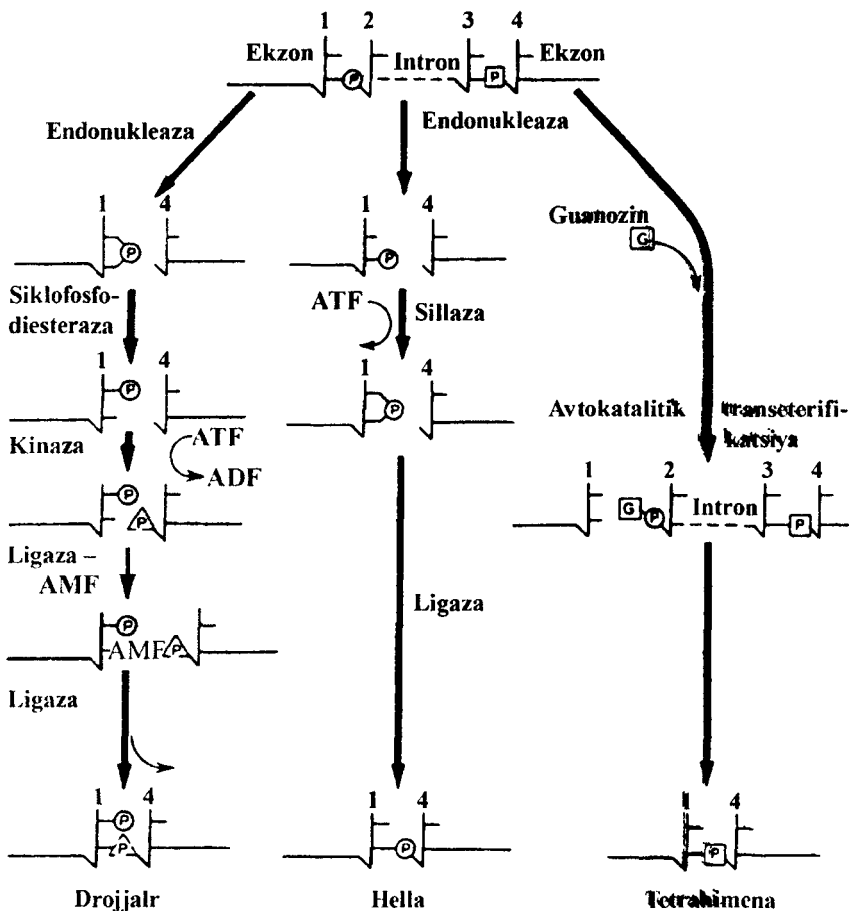 1 2 3 4
Ekzon Intron Ekzon
P P
Endonukleaza Endonukleaza
1 4 1 4
Guanozin
G
P P
Siklofosfo-
diesteraza
ATF Sillaza
1 4 1 4
P P
Avtokatalitik transeterifi-
katsiya
Kinaza ATF
ADF
1 2 3 4
P P
G P Intron P
Ligaza –
AMF
Ligaza
P
AMF P
Ligaza
1 4 1 4 1 4
P P P P
Drojjalr Hella Tetrahimena